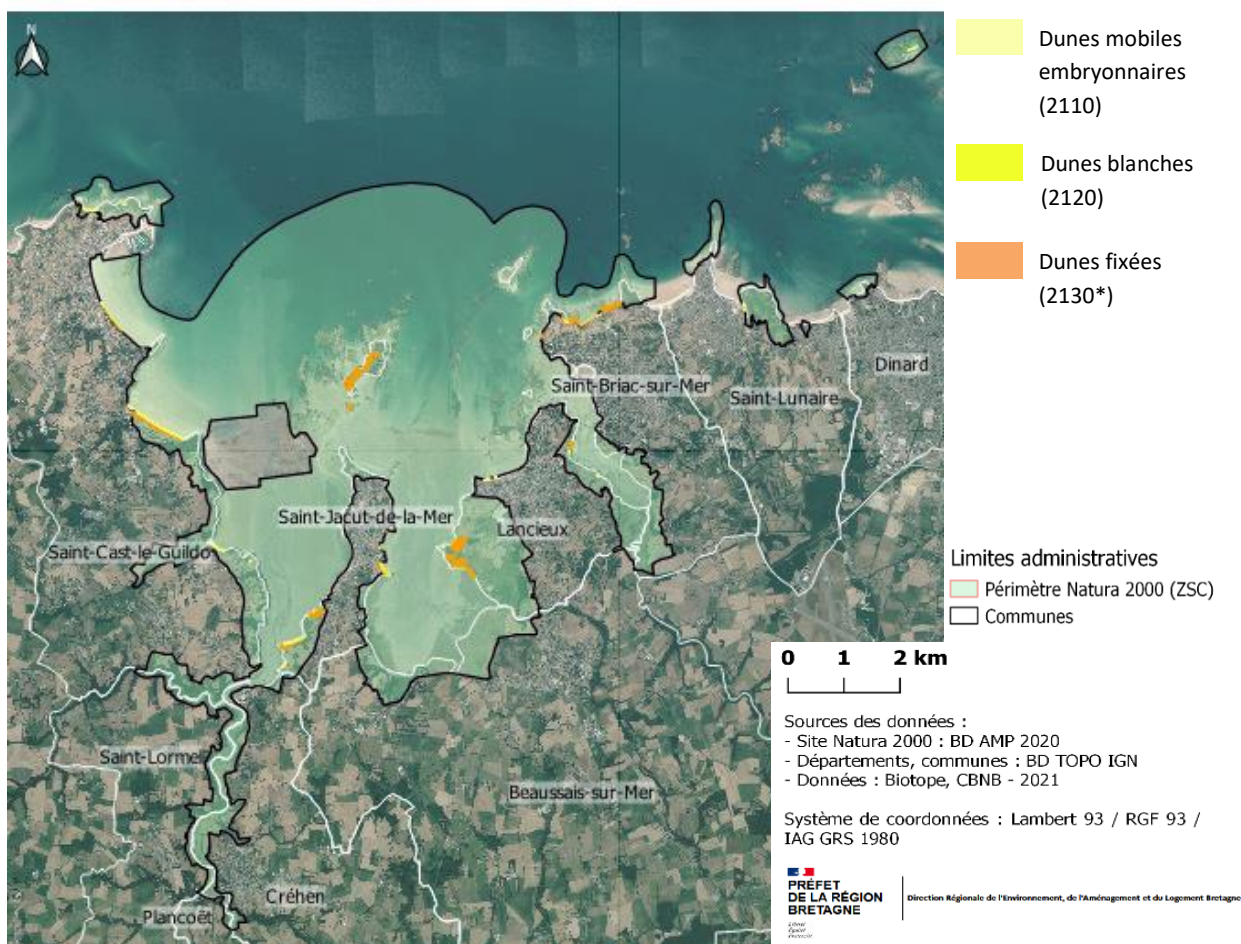 N
Dunes mobiles
embryonnaires
(2110)
Dunes blanches
(2120)
Dunes fixées
(2130*)
Dinard
Saint-Briac-sur-Mer
Saint-Lunaire
Saint-Jacut-de-la-Mer
Lancieux
Saint-Cast-le-Guildo
Saint-Lorme
Beaussais-sur-Mer
Créhen
Plancoët
Limites administratives
Périmètre Natura 2000 (ZSC)
Communes
0 1 2 km
Sources des données :
- Site Natura 2000 : BD AMP 2020
- Départements, communes : BD TOPO IGN
- Données : Biotope, CBNB - 2021
Système de coordonnées : Lambert 93 / RGF 93 /
IAG GRS 1980
PRÉFET
DE LA RÉGION
BRETAGNE
Liberté
Égalité
Fraternité
Direction Régionale de l'Environnement, de l'Aménagement et du Logement Bretagne